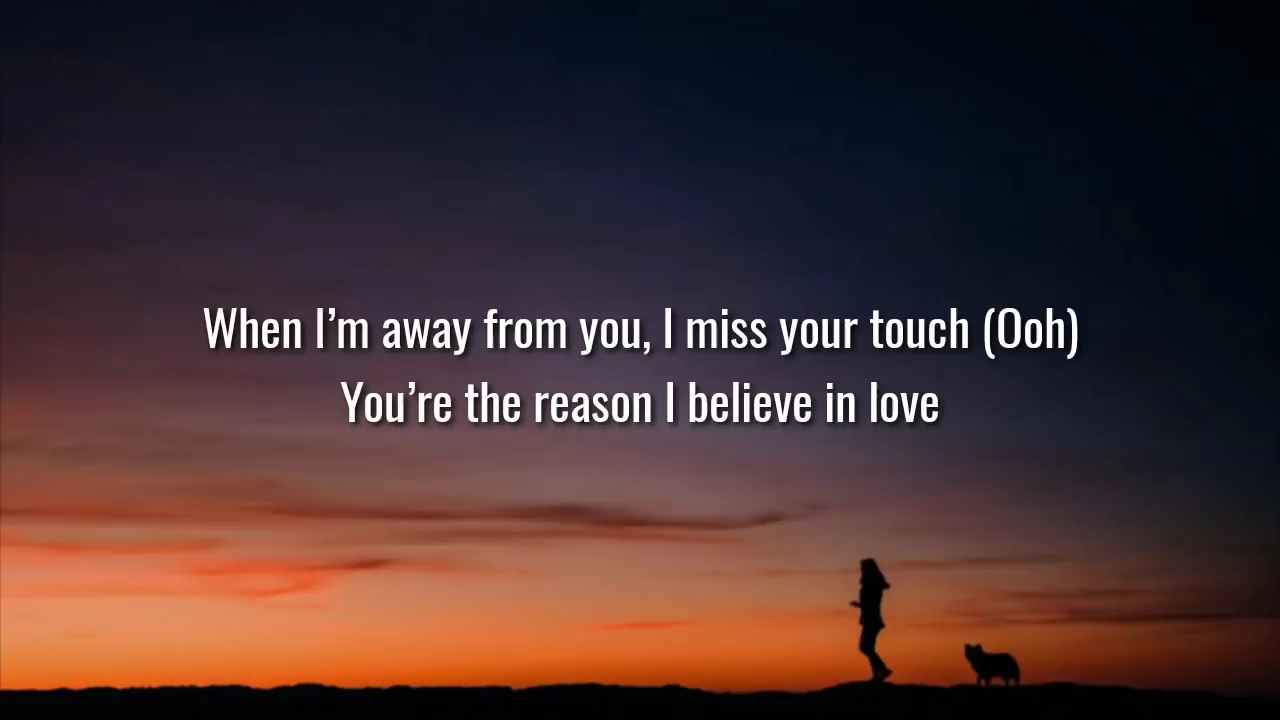 When I’m away from you, I miss your touch (Ooh)
You’re the reason I believe in love